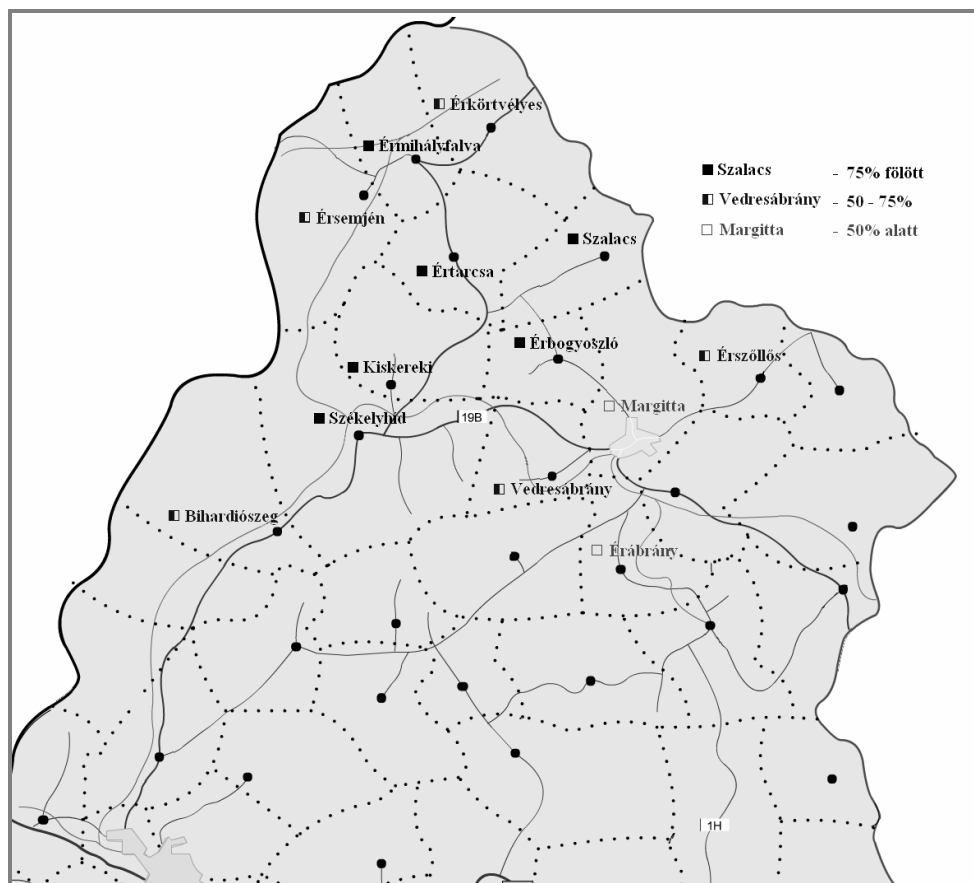 Érkörtvélyes
Érmihályfalva
Szalacs - 75% fölött
Vedresábrány - 50 - 75%
Margitta - 50% alatt
Érsemjén
Szalacs
Értarcsa
Érbogyoszló
Érszőllős
Kiskereki
Margitta
Székelyhíd
19B
Vedresábrány
Bihardiószeg
Érábrány
1H